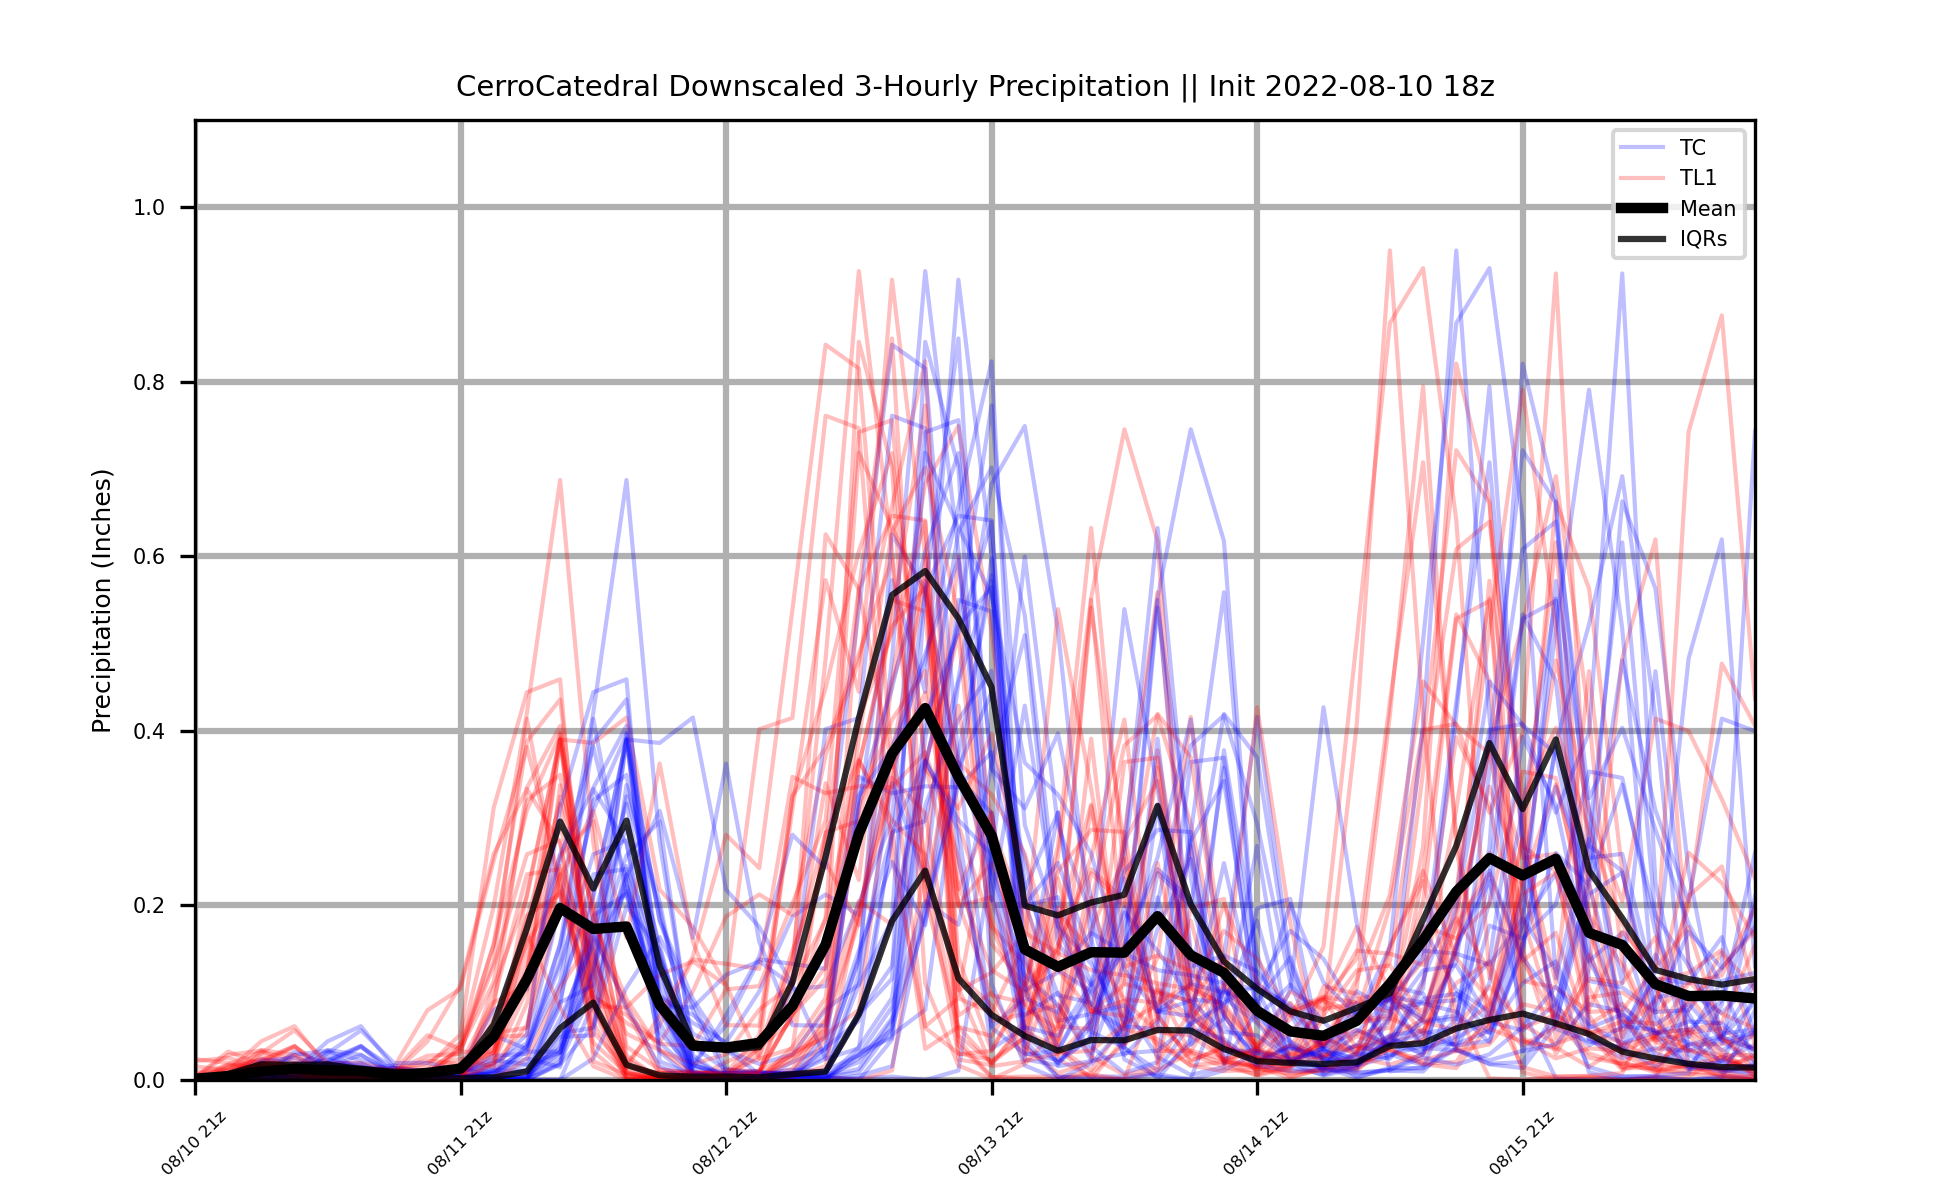 CerroCatedral Downscaled 3-Hourly Precipitation || Init 2022-08-10 18z
TC
TL1
Mean
IQRs
Precipitation (Inches)
1.0
0.8
0.6
0.4
0.2
0.0
08/10 21z
08/11 21z
08/12 21z
08/13 21z
08/14 21z
08/15 21z